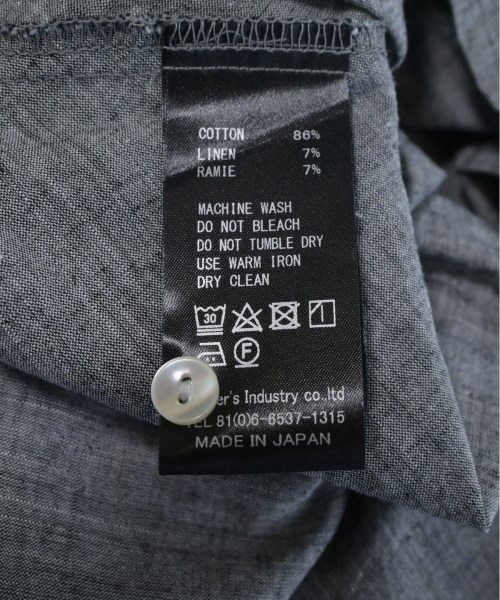 COTTON 86%
LINEN 7%
RAMIE 7%
MACHINE WASH
DO NOT BLEACH
DO NOT TUMBLE DRY
USE WARM IRON
DRY CLEAN
30
F
Industry co.,ltd
TEL 81(0)6-6537-1315
MADE IN JAPAN